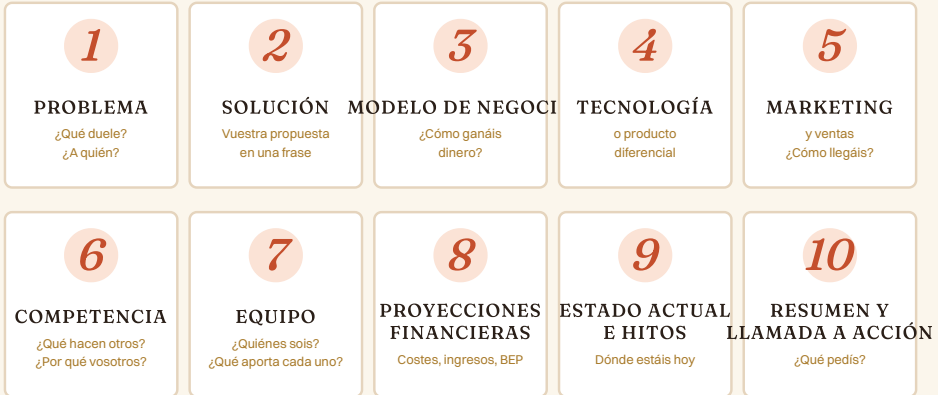 1
PROBLEMA
¿Qué duele?
¿A quién?
2
SOLUCIÓN
Vuestra propuesta
en una frase
3
MODELO DE NEGOCI
¿Cómo ganáis
dinero?
4
TECNOLOGÍA
o producto
diferencial
5
MARKETING
y ventas
¿Cómo llegáis?
6
COMPETENCIA
¿Qué hacen otros?
¿Por qué vosotros?
7
EQUIPO
¿Quiénes sois?
¿Qué aporta cada uno?
8
PROYECCIONES
FINANCIERAS
Costes, ingresos, BEP
9
ESTADO ACTUAL
E HITOS
Dónde estáis hoy
10
RESUMEN Y
LLAMADA A ACCIÓN
¿Qué pedís?